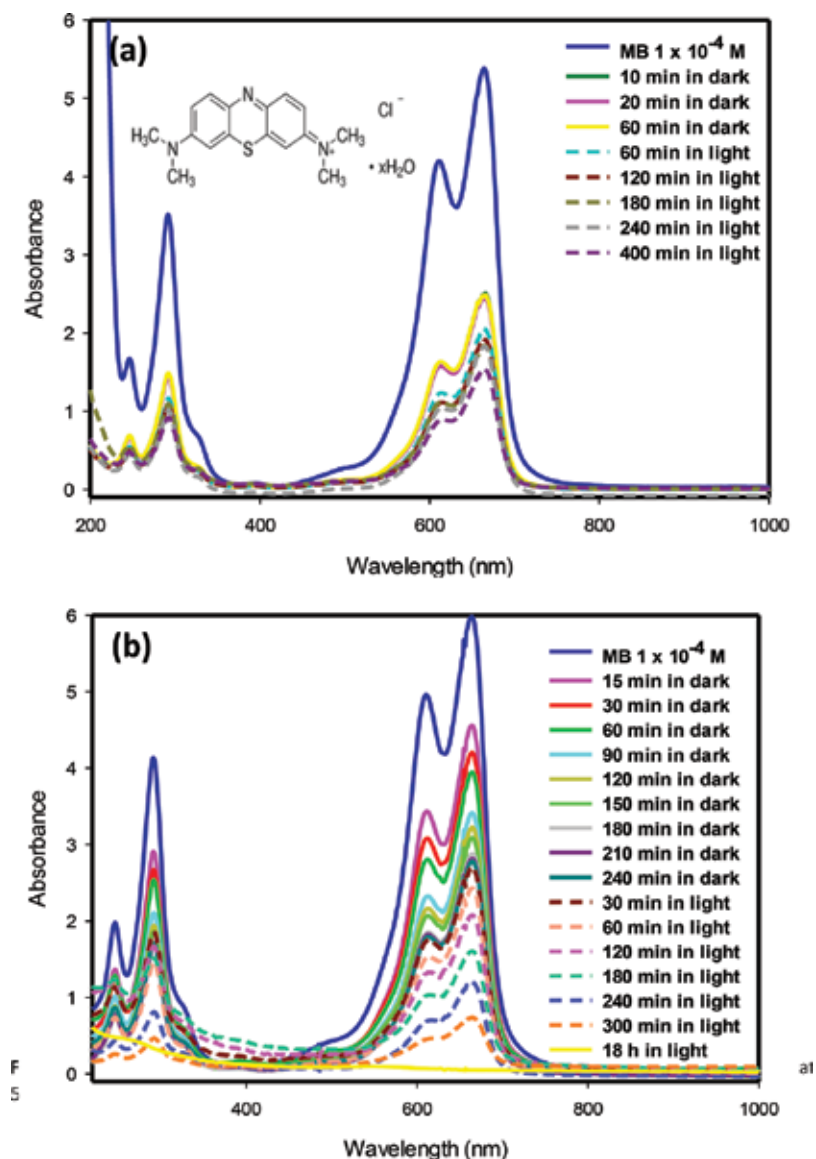 (a)
MB 1 x 10⁻⁴ M
10 min in dark
20 min in dark
60 min in dark
60 min in light
120 min in light
180 min in light
240 min in light
400 min in light
N
Cl⁻
H₃C
N
S
N⁺
CH₃
CH₃
CH₃
• xH₂O
6
5
4
3
2
1
0
Absorbance
200
400
600
800
1000
Wavelength (nm)
(b)
MB 1 x 10⁻⁴ M
15 min in dark
30 min in dark
60 min in dark
90 min in dark
120 min in dark
150 min in dark
180 min in dark
210 min in dark
240 min in dark
30 min in light
60 min in light
120 min in light
180 min in light
240 min in light
300 min in light
18 h in light
6
5
4
3
2
1
0
Absorbance
400
600
800
1000
Wavelength (nm)
F
5